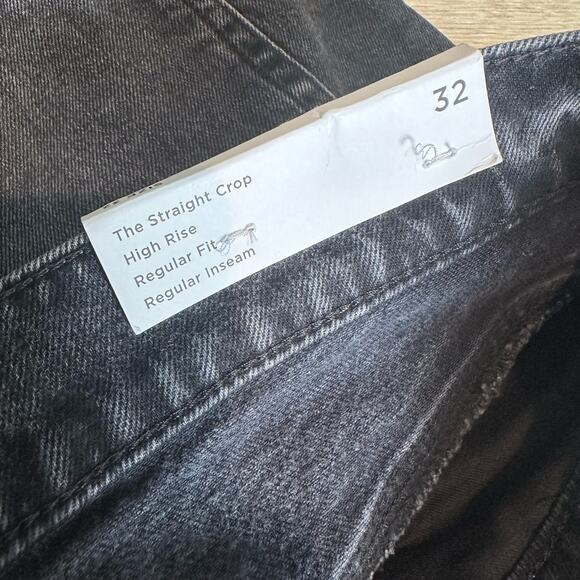 32
The Straight Crop
High Rise
Regular Fit
Regular Inseam